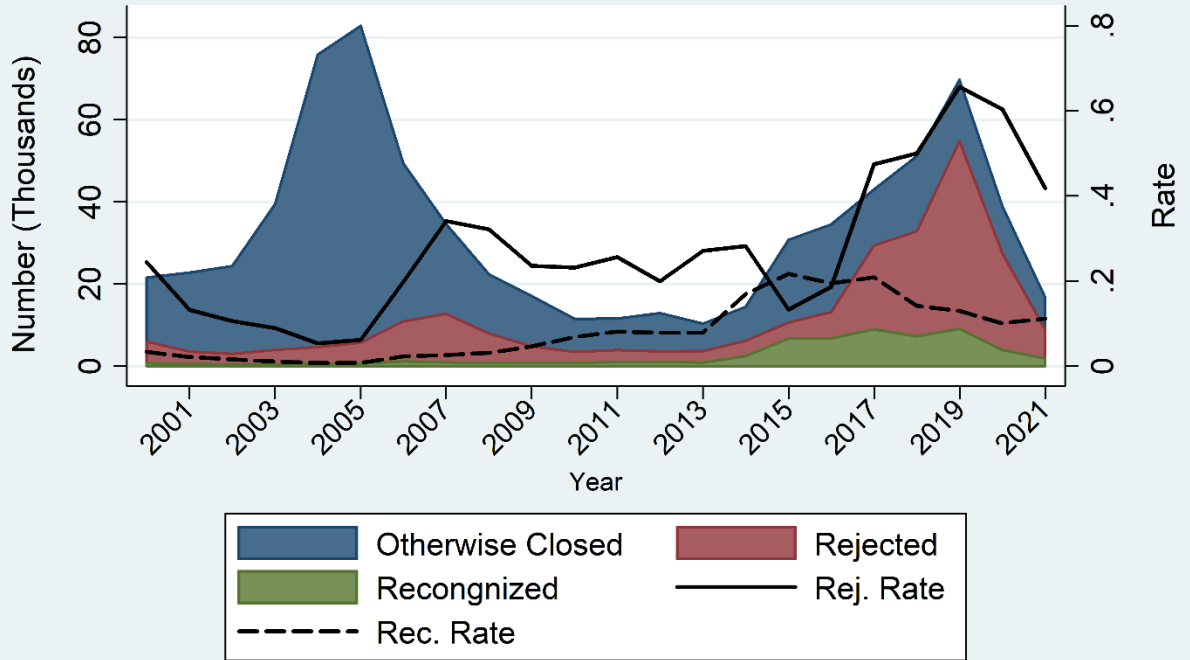 Number (Thousands)
80
60
40
20
0
.8
.6
.4
.2
0
Rate
2001 2003 2005 2007 2009 2011 2013 2015 2017 2019 2021
Year
Otherwise Closed Rejected
Recongnized Rej. Rate
Rec. Rate